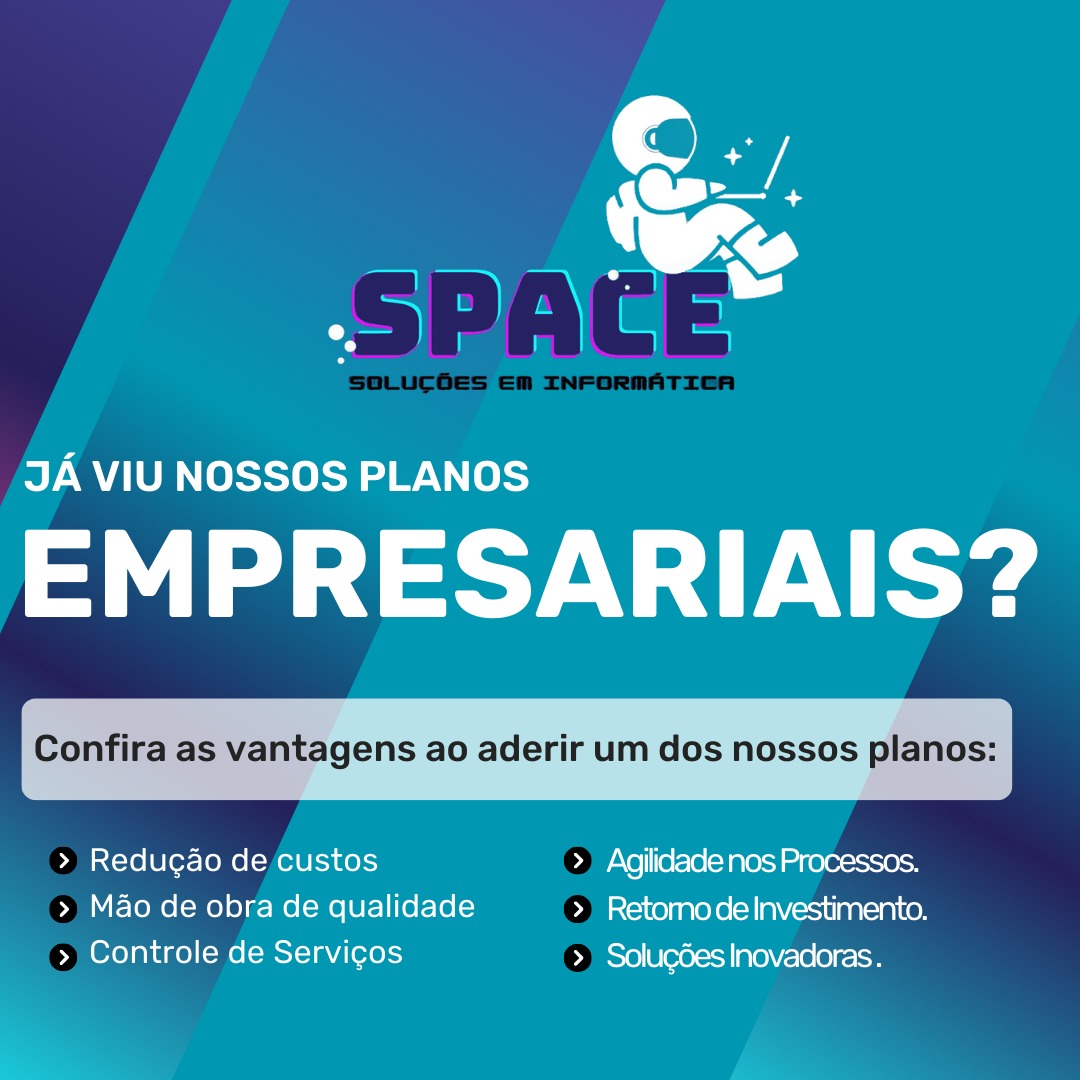 SPACE
SOLUÇÕES EM INFORMÁTICA
JÁ VIU NOSSOS PLANOS
EMPRESARIAIS?
Confira as vantagens ao aderir um dos nossos planos:
Redução de custos
Mão de obra de qualidade
Controle de Serviços
Agilidade nos Processos.
Retorno de Investimento.
Soluções Inovadoras .